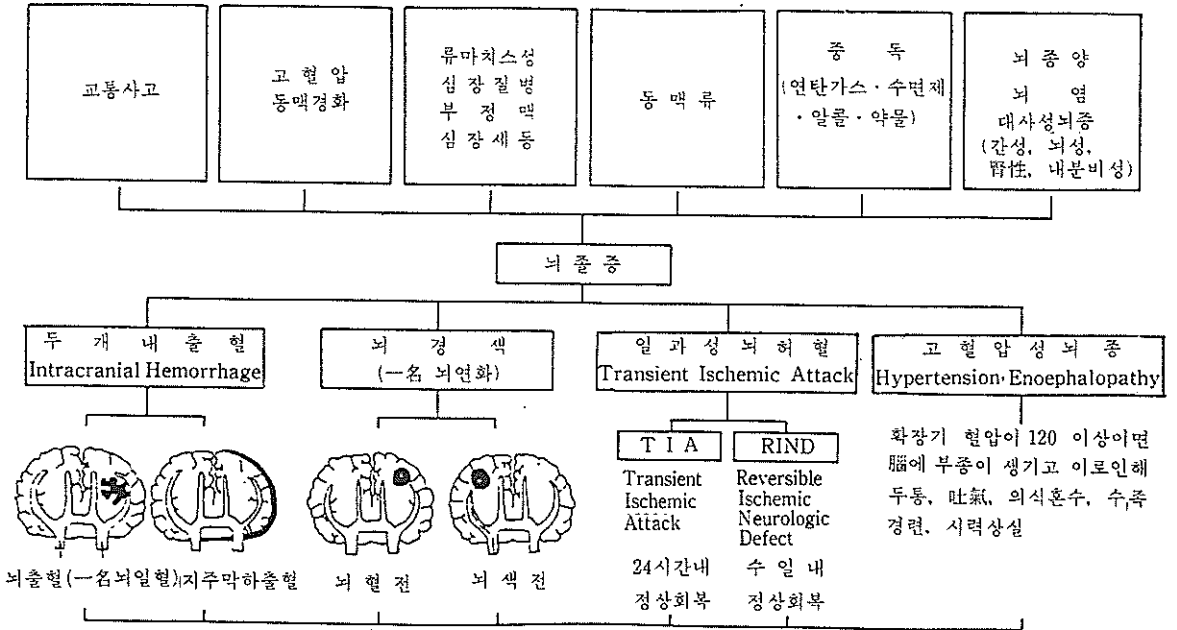 교통사고
고 혈 압
동맥경화
류마치스성
심장질병
부 정 맥
심장세동
동 맥 류
중 독
(연탄가스·수면제
·알콜·약물)
뇌 종 양
뇌 염
대사성뇌증
(간성, 뇌성,
腎性, 내분비성)
뇌 졸 증
두 개 내 출 혈
Intracranial Hemorrhage
뇌 경 색
(一名 뇌연화)
일 과 성 뇌 허 혈
Transient Ischemic Attack
고 혈 압 성 뇌 종
Hypertension·Enoephalopathy
T I A
Transient
Ischemic
Attack
24시간내
정상회복
RIND
Reversible
Ischemic
Neurologic
Defect
수 일 내
정상회복
확장기 혈압이 120 이상이면
腦에 부종이 생기고 이로인해
두통, 吐氣, 의식혼수, 수족
경련, 시력상실
뇌출혈(一名뇌일혈)
지주막하출혈
뇌 혈 전
뇌 색 전